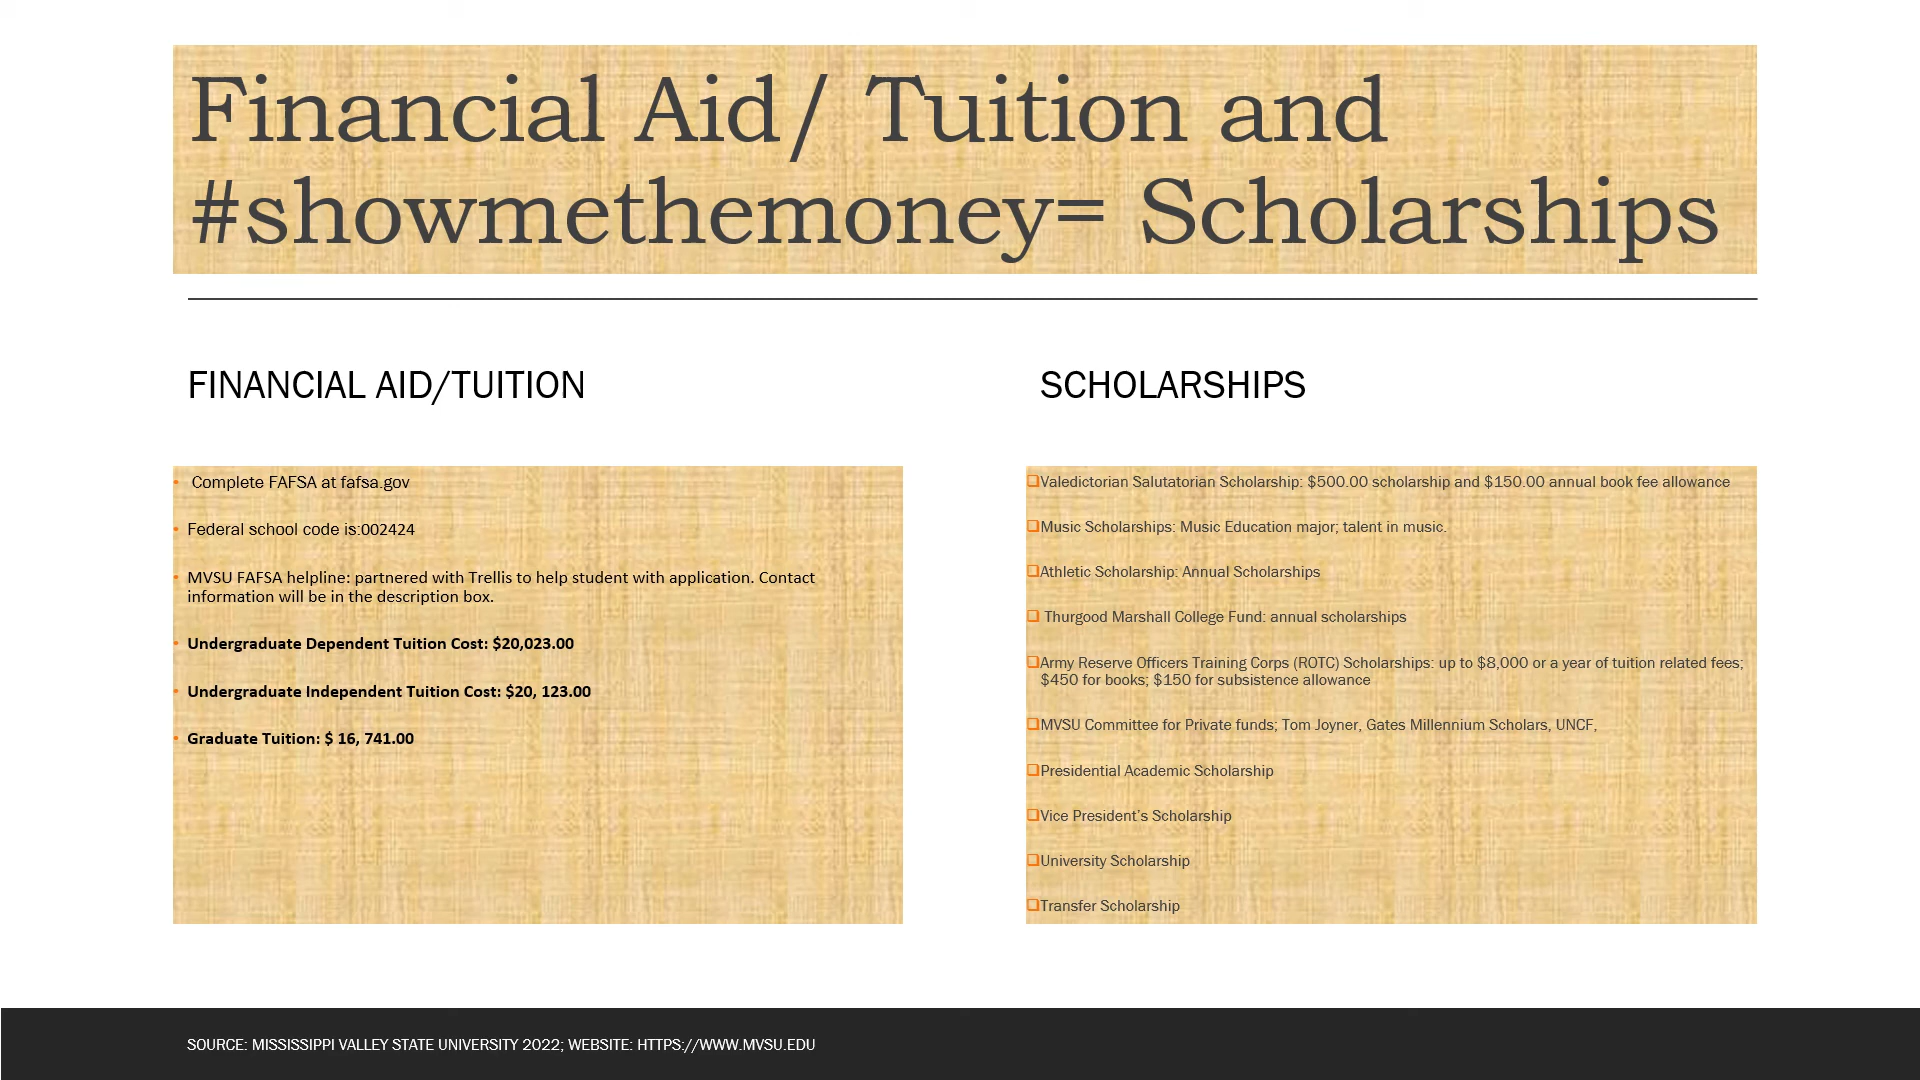 Financial Aid/ Tuition and
#showmethemoney= Scholarships
FINANCIAL AID/TUITION
• Complete FAFSA at fafsa.gov
• Federal school code is:002424
• MVSU FAFSA helpline: partnered with Trellis to help student with application. Contact
information will be in the description box.
• Undergraduate Dependent Tuition Cost: $20,023.00
• Undergraduate Independent Tuition Cost: $20, 123.00
• Graduate Tuition: $ 16, 741.00
SCHOLARSHIPS
❑Valedictorian Salutatorian Scholarship: $500.00 scholarship and $150.00 annual book fee allowance
❑Music Scholarships: Music Education major; talent in music.
❑Athletic Scholarship: Annual Scholarships
❑ Thurgood Marshall College Fund: annual scholarships
❑Army Reserve Officers Training Corps (ROTC) Scholarships: up to $8,000 or a year of tuition related fees;
$450 for books; $150 for subsistence allowance
❑MVSU Committee for Private funds; Tom Joyner, Gates Millennium Scholars, UNCF,
❑Presidential Academic Scholarship
❑Vice President’s Scholarship
❑University Scholarship
❑Transfer Scholarship
SOURCE: MISSISSIPPI VALLEY STATE UNIVERSITY 2022; WEBSITE: HTTPS://WWW.MVSU.EDU